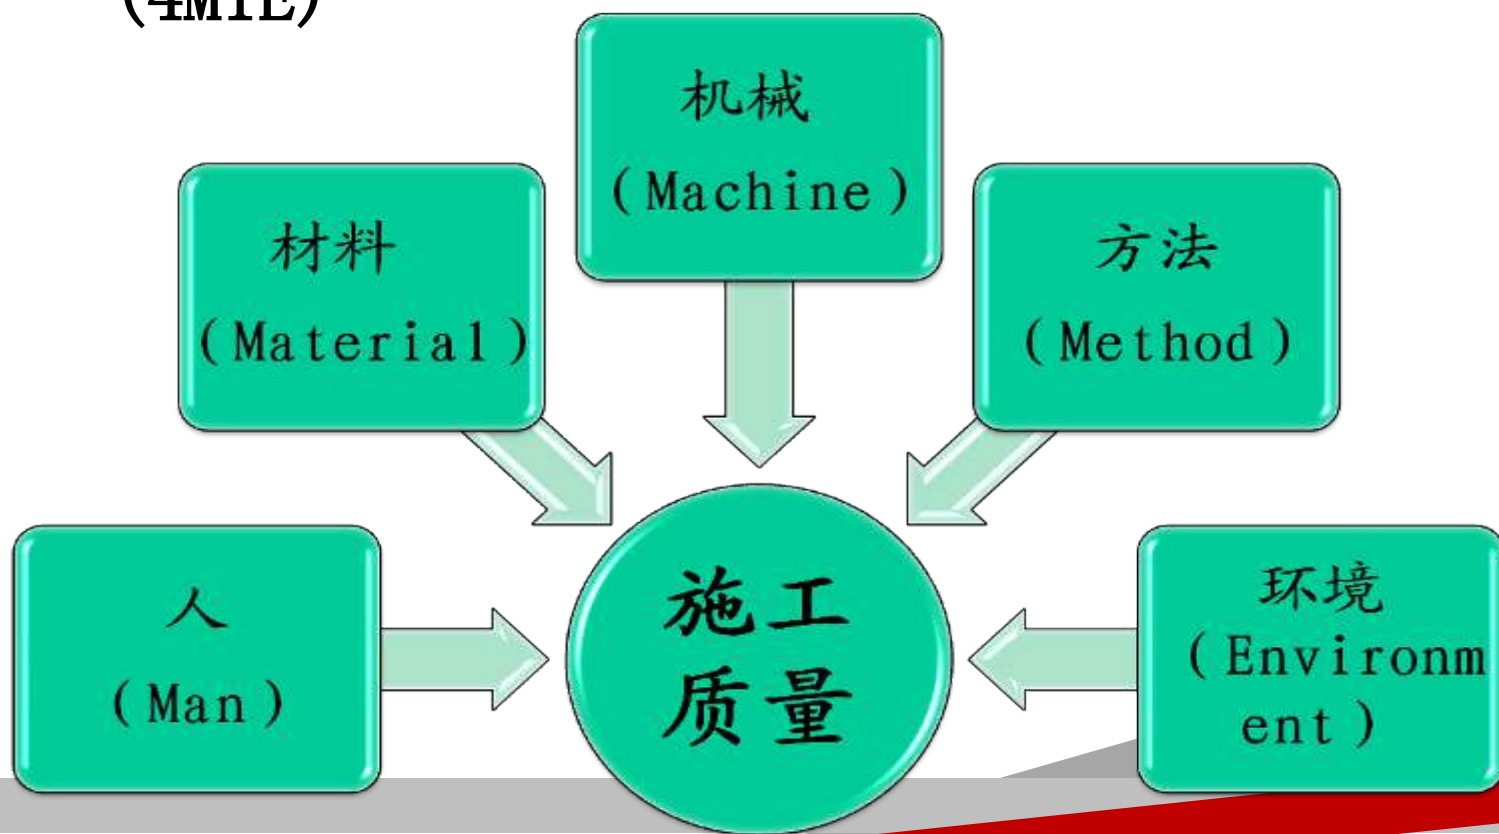 (4M1E)
机械
(Machine)
材料
(Material)
方法
(Method)
人
(Man)
施工
质量
环境
(Environm
ent)